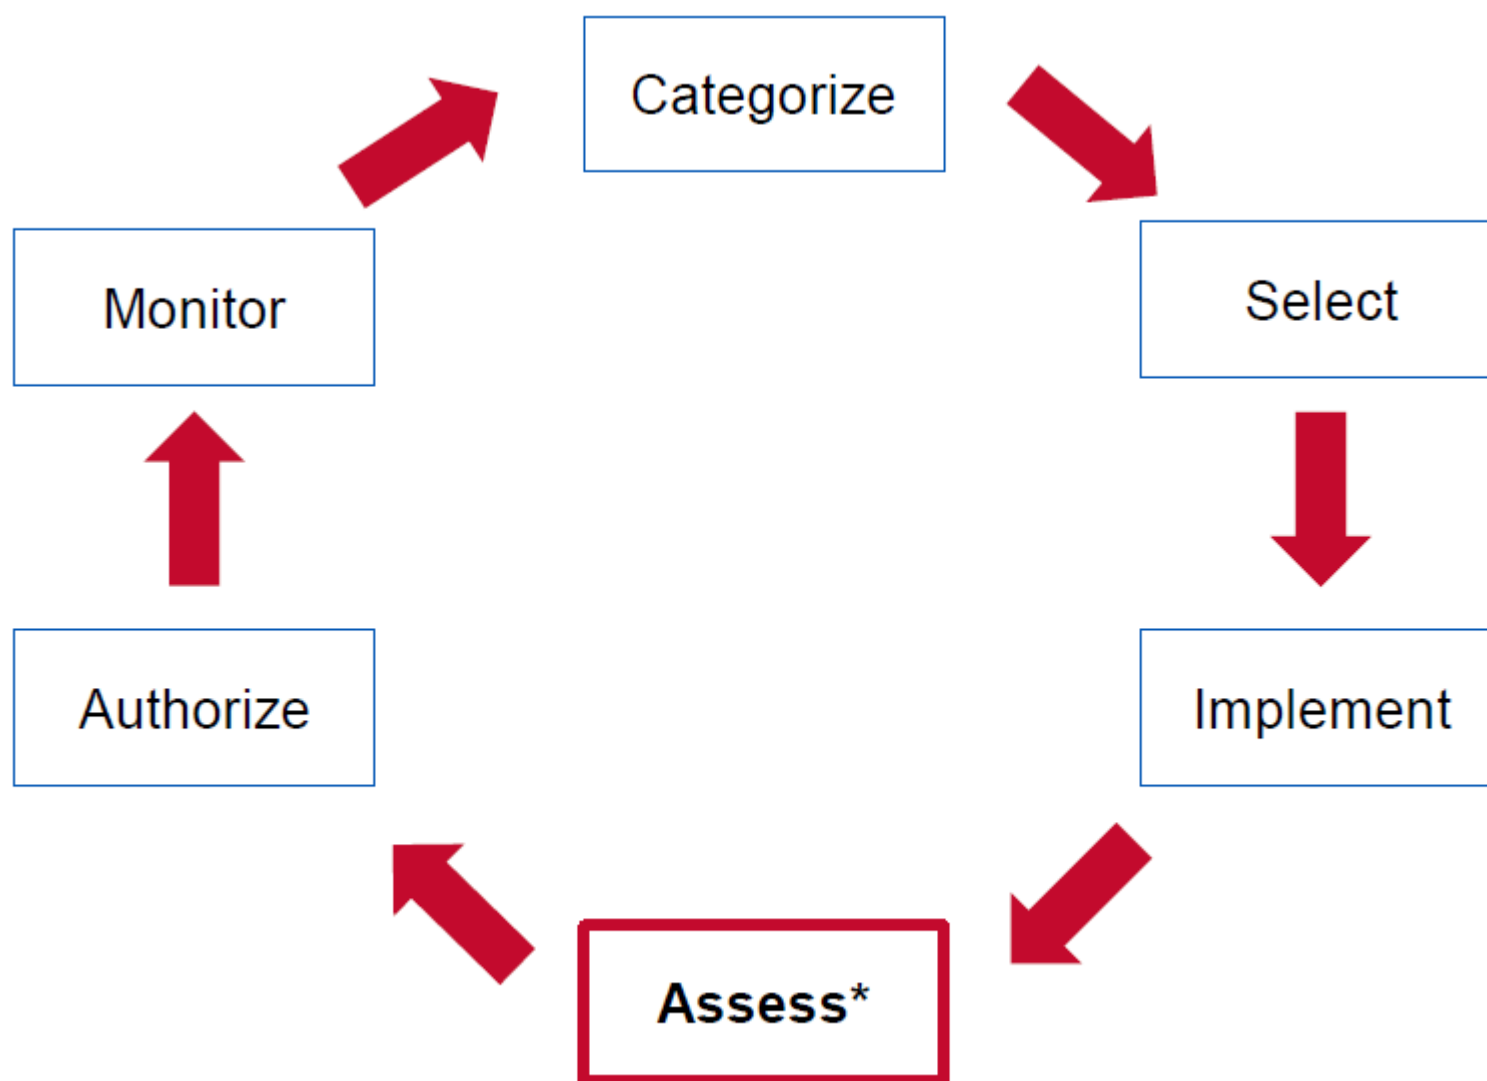 Categorize
Select
Implement
Assess*
Authorize
Monitor